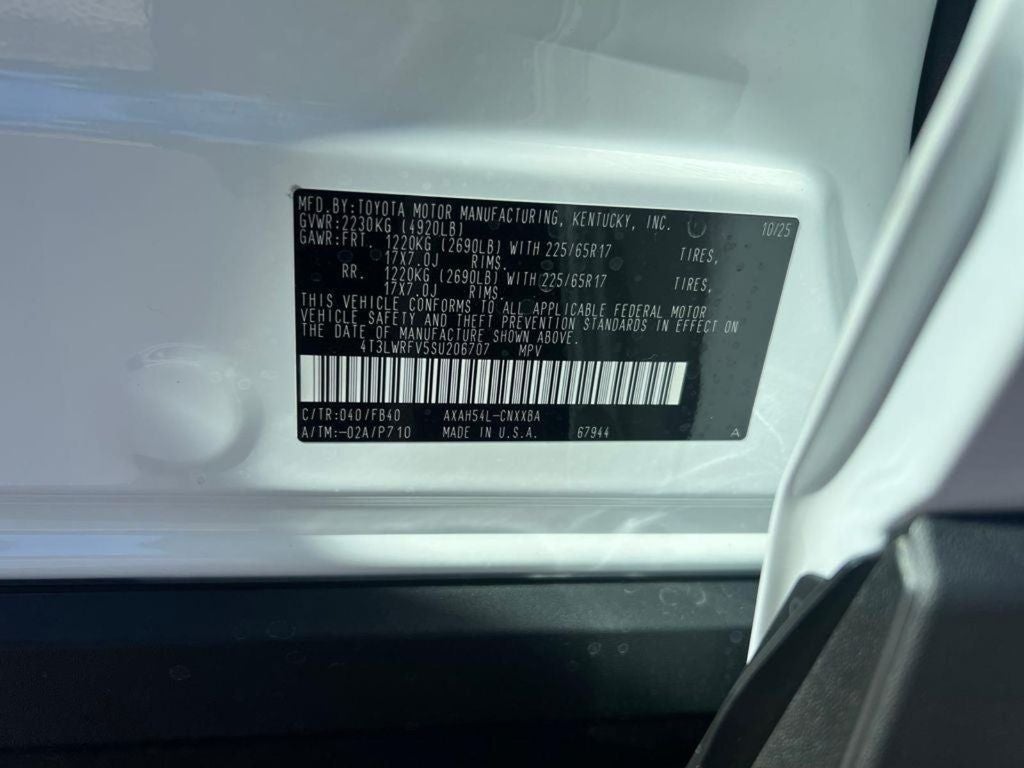 MFD.BY:TOYOTA MOTOR MANUFACTURING, KENTUCKY, INC. 10/25
GVWR:2230KG (4920LB)
GAWR:FRT. 1220KG (2690LB) WITH 225/65R17 TIRES,
17X7.0J RIMS.
RR. 1220KG (2690LB) WITH 225/65R17 TIRES,
17X7.0J RIMS.
THIS VEHICLE CONFORMS TO ALL APPLICABLE FEDERAL MOTOR
VEHICLE SAFETY AND THEFT PREVENTION STANDARDS IN EFFECT ON
THE DATE OF MANUFACTURE SHOWN ABOVE.
4T3LWRFV5SU206707 MPV
C/TR:040/FB40 AXAH54L-CNXXBA
A/TM:-02A/P710 MADE IN U.S.A. 67944 A